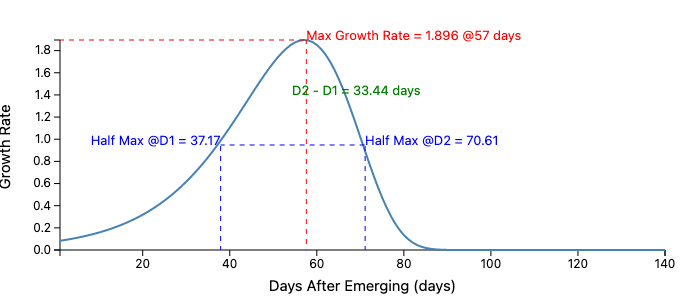 Max Growth Rate = 1.896 @57 days
1.8
1.6
D2 - D1 = 33.44 days
1.4
1.2
Half Max @D1 = 37.17
Half Max @D2 = 70.61
1.0
0.8
0.6
0.4
0.2
0.0
Growth Rate
20 40 60 80 100 120 140
Days After Emerging (days)